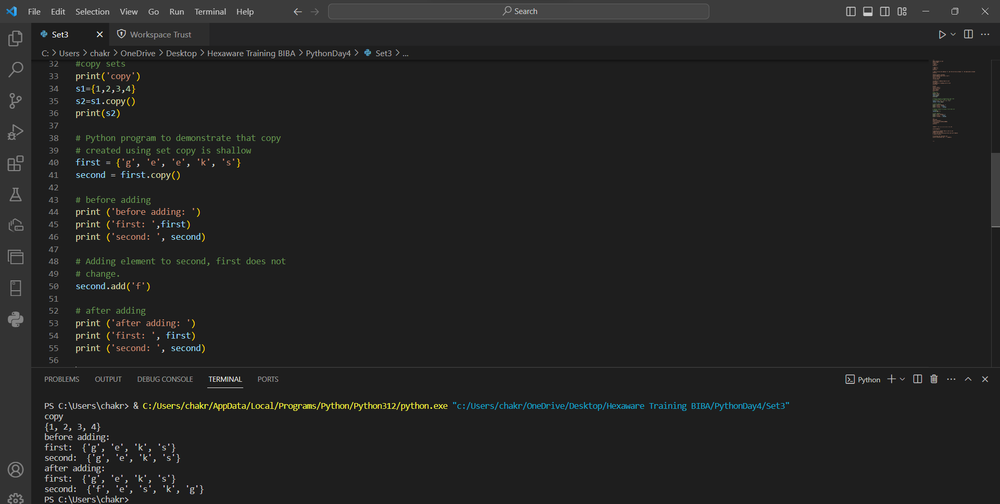 File Edit Selection View Go Run Terminal Help Search
Set3 Workspace Trust
C: > Users > chakr > OneDrive > Desktop > Hexaware Training BIBA > PythonDay4 > Set3 > ...
32 #copy sets
33 print('copy')
34 s1={1,2,3,4}
35 s2=s1.copy()
36 print(s2)
37
38 # Python program to demonstrate that copy
39 # created using set copy is shallow
40 first = {'g', 'e', 'e', 'k', 's'}
41 second = first.copy()
42
43 # before adding
44 print ('before adding: ')
45 print ('first: ',first)
46 print ('second: ', second)
47
48 # Adding element to second, first does not
49 # change.
50 second.add('f')
51
52 # after adding
53 print ('after adding: ')
54 print ('first: ', first)
55 print ('second: ', second)
56
PROBLEMS OUTPUT DEBUG CONSOLE TERMINAL PORTS Python
PS C:\Users\chakr> & C:/Users/chakr/AppData/Local/Programs/Python/Python312/python.exe "c:/Users/chakr/OneDrive/Desktop/Hexaware Training BIBA/PythonDay4/Set3"
copy
{1, 2, 3, 4}
before adding:
first:  {'g', 'e', 'k', 's'}
second:  {'g', 'e', 'k', 's'}
after adding:
first:  {'g', 'e', 'k', 's'}
second:  {'f', 'e', 's', 'k', 'g'}
PS C:\Users\chakr>